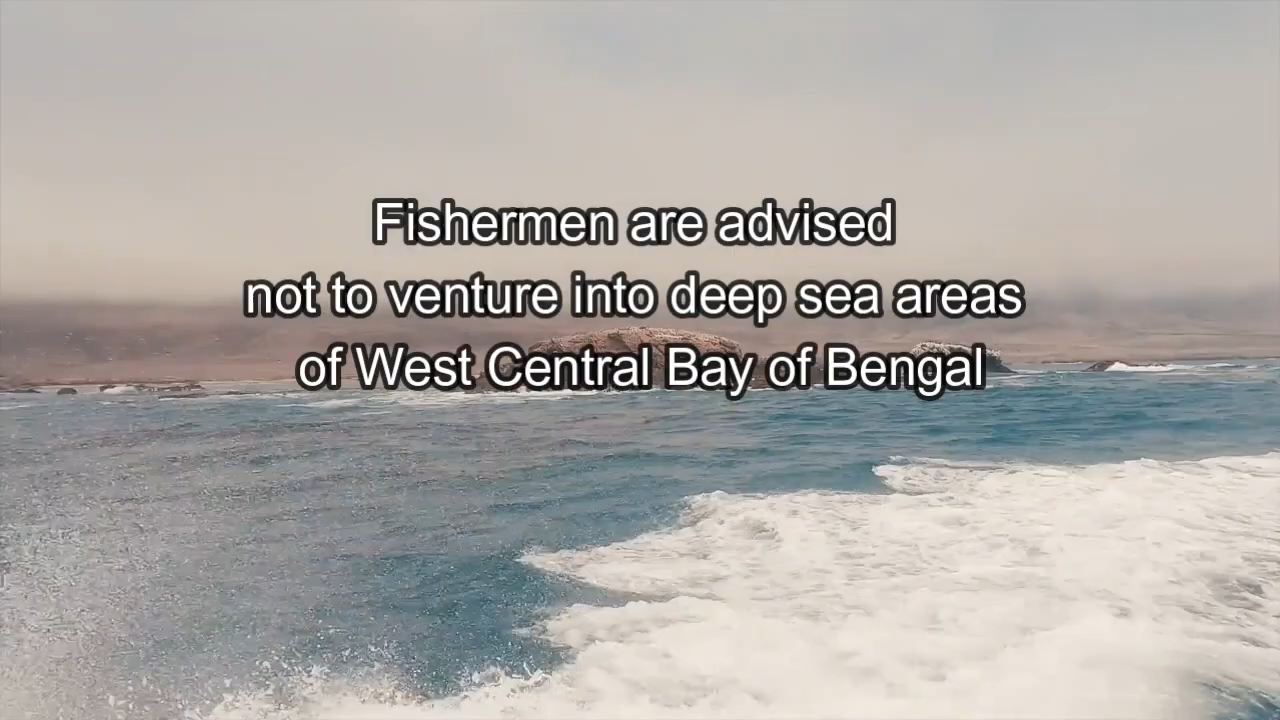 Fishermen are advised
not to venture into deep sea areas
of West Central Bay of Bengal